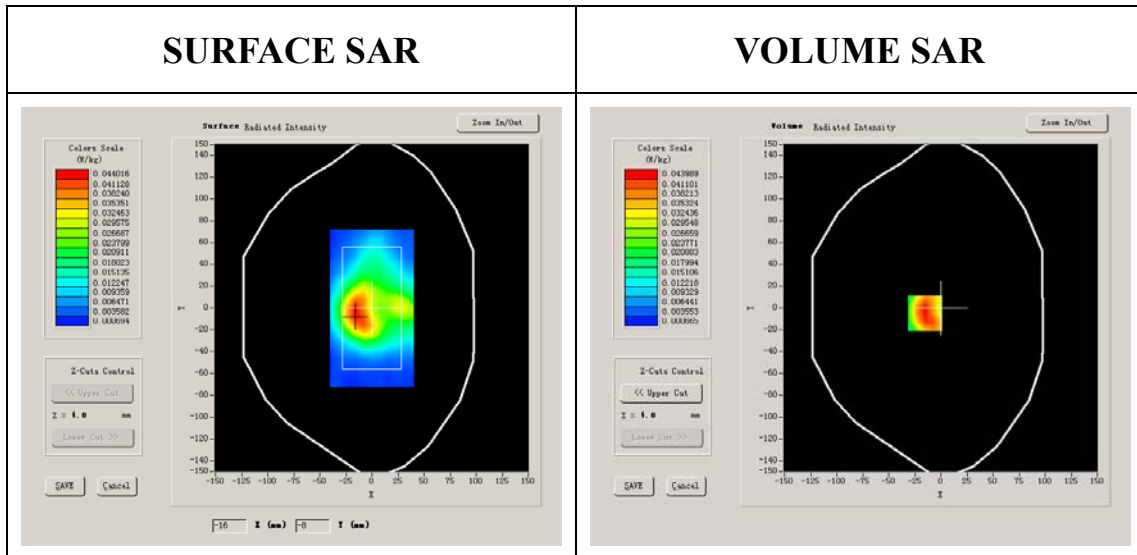 SURFACE SAR
VOLUME SAR
Surface Radiated Intensity
Zoom In/Out
Colors Scale
(W/kg)
0.044016
0.041128
0.038240
0.035351
0.032463
0.029575
0.026687
0.023799
0.020911
0.018023
0.015135
0.012247
0.009359
0.006471
0.003582
0.000694
150
140
120
100
80
60
40
20
0
-20
-40
-60
-80
-100
-120
-140
-150
Y
-150 -125 -100 -75 -50 -25 0 25 50 75 100 125 150
X
Z-Cuts Control
<< Upper Cut
Z = 4.0 mm
Lower Cut >>
SAVE Cancel
-16 X (mm) -8 Y (mm)
Volume Radiated Intensity
Zoom In/Out
Colors Scale
(W/kg)
0.043989
0.041101
0.038213
0.035324
0.032436
0.029548
0.026659
0.023771
0.020883
0.017994
0.015106
0.012218
0.009329
0.006441
0.003553
0.000665
150
140
120
100
80
60
40
20
0
-20
-40
-60
-80
-100
-120
-140
-150
Y
-150 -125 -100 -75 -50 -25 0 25 50 75 100 125 150
X
Z-Cuts Control
<< Upper Cut
Z = 4.0 mm
Lower Cut >>
SAVE Cancel